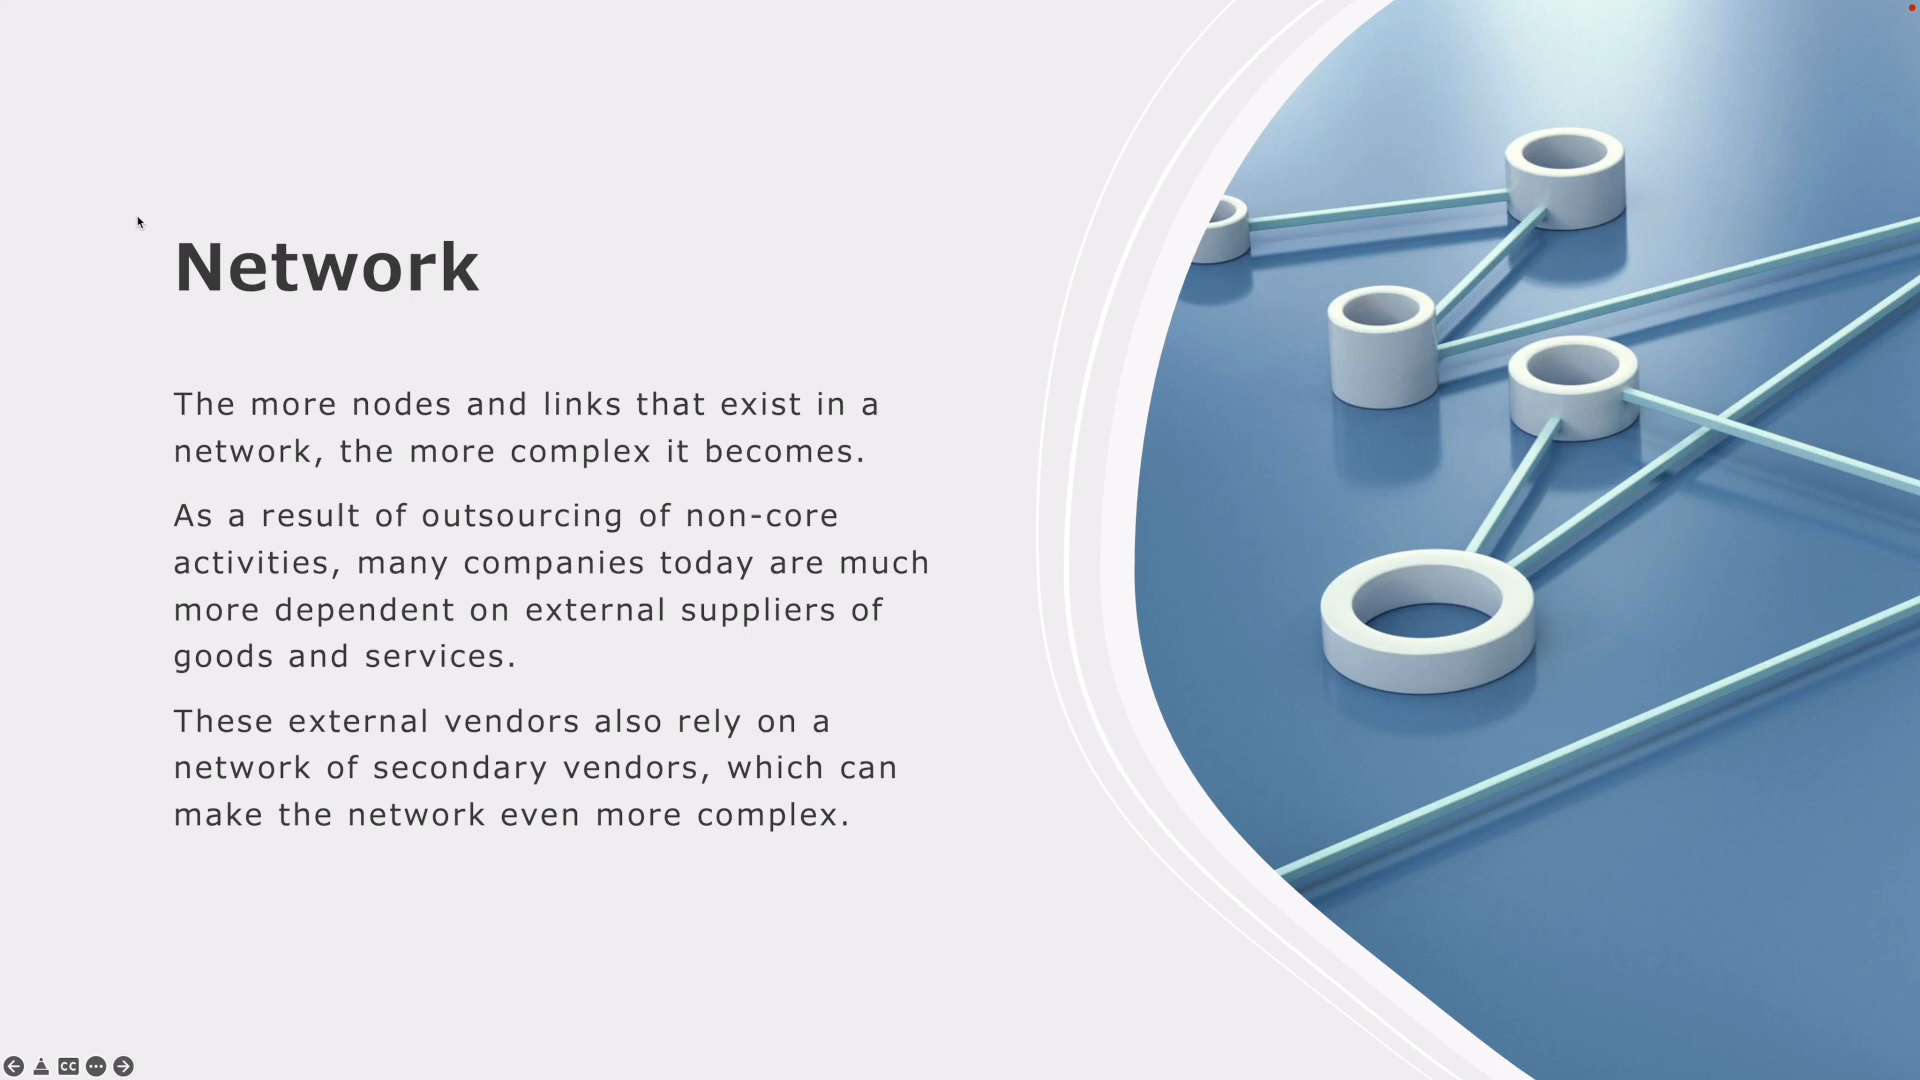 Network
The more nodes and links that exist in a
network, the more complex it becomes.
As a result of outsourcing of non-core
activities, many companies today are much
more dependent on external suppliers of
goods and services.
These external vendors also rely on a
network of secondary vendors, which can
make the network even more complex.
CC